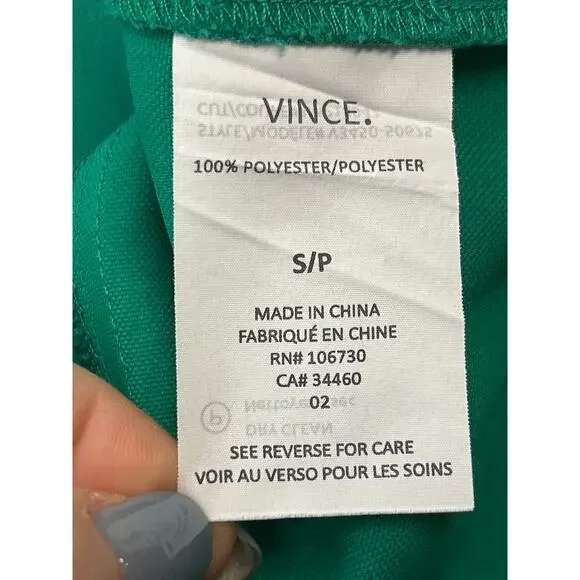 VINCE.
100% POLYESTER/POLYESTER
S/P
MADE IN CHINA
FABRIQUÉ EN CHINE
RN# 106730
CA# 34460
02
SEE REVERSE FOR CARE
VOIR AU VERSO POUR LES SOINS